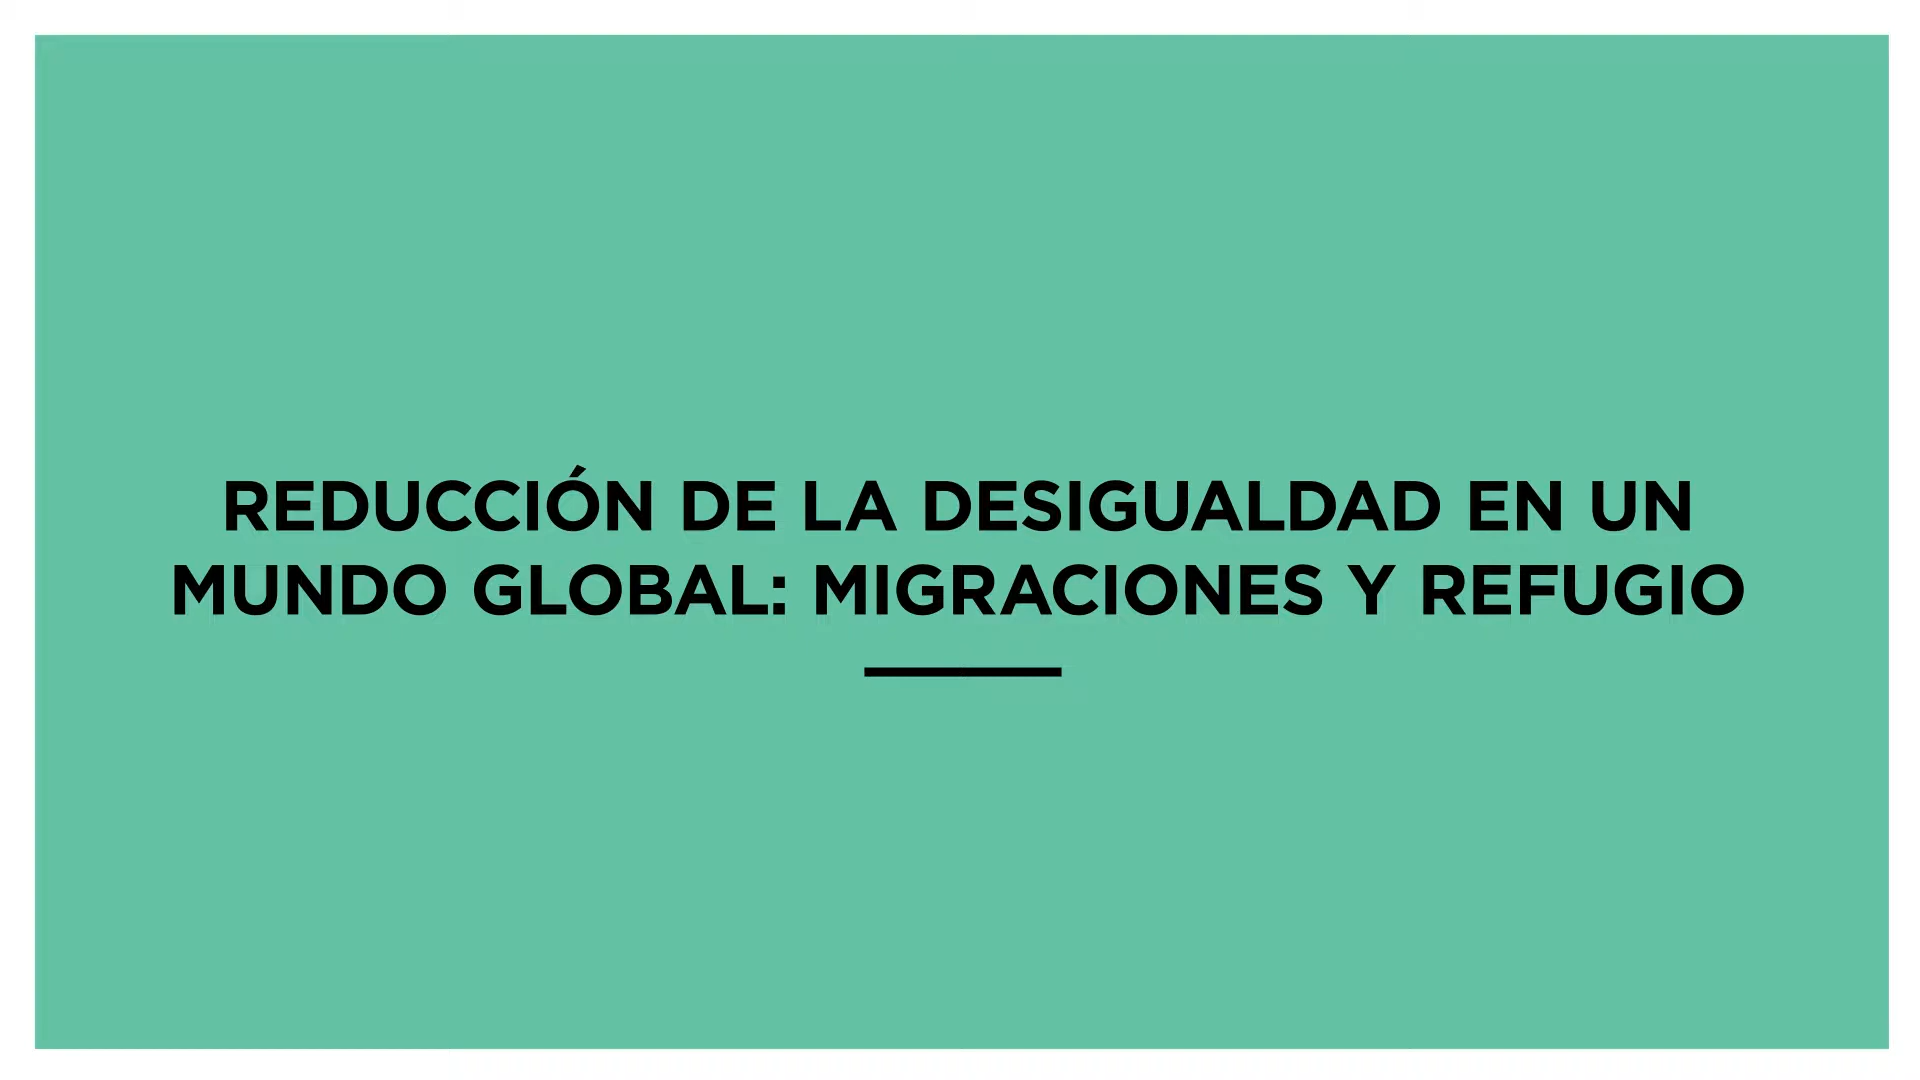 REDUCCIÓN DE LA DESIGUALDAD EN UN
MUNDO GLOBAL: MIGRACIONES Y REFUGIO